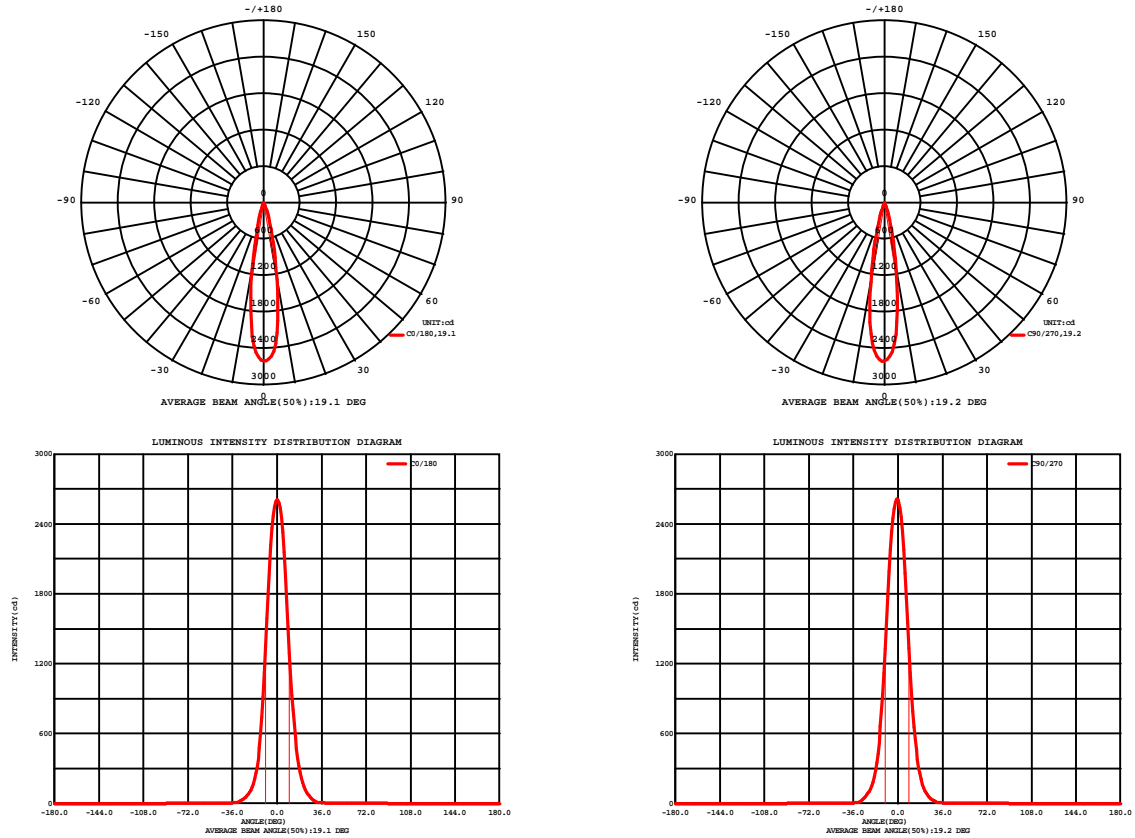 -/+180
-150
150
-120
120
-90
90
-60
60
-30
30
0
0
600
1200
1800
2400
3000
UNIT:cd
C0/180,19.1
AVERAGE BEAM ANGLE(50%):19.1 DEG
-/+180
-150
150
-120
120
-90
90
-60
60
-30
30
0
0
600
1200
1800
2400
3000
UNIT:cd
C90/270,19.2
AVERAGE BEAM ANGLE(50%):19.2 DEG
LUMINOUS INTENSITY DISTRIBUTION DIAGRAM
C0/180
INTENSITY(cd)
3000
2400
1800
1200
600
0
-180.0 -144.0 -108.0 -72.0 -36.0 0.0 36.0 72.0 108.0 144.0 180.0
ANGLE(DEG)
AVERAGE BEAM ANGLE(50%):19.1 DEG
LUMINOUS INTENSITY DISTRIBUTION DIAGRAM
C90/270
INTENSITY(cd)
3000
2400
1800
1200
600
0
-180.0 -144.0 -108.0 -72.0 -36.0 0.0 36.0 72.0 108.0 144.0 180.0
ANGLE(DEG)
AVERAGE BEAM ANGLE(50%):19.2 DEG